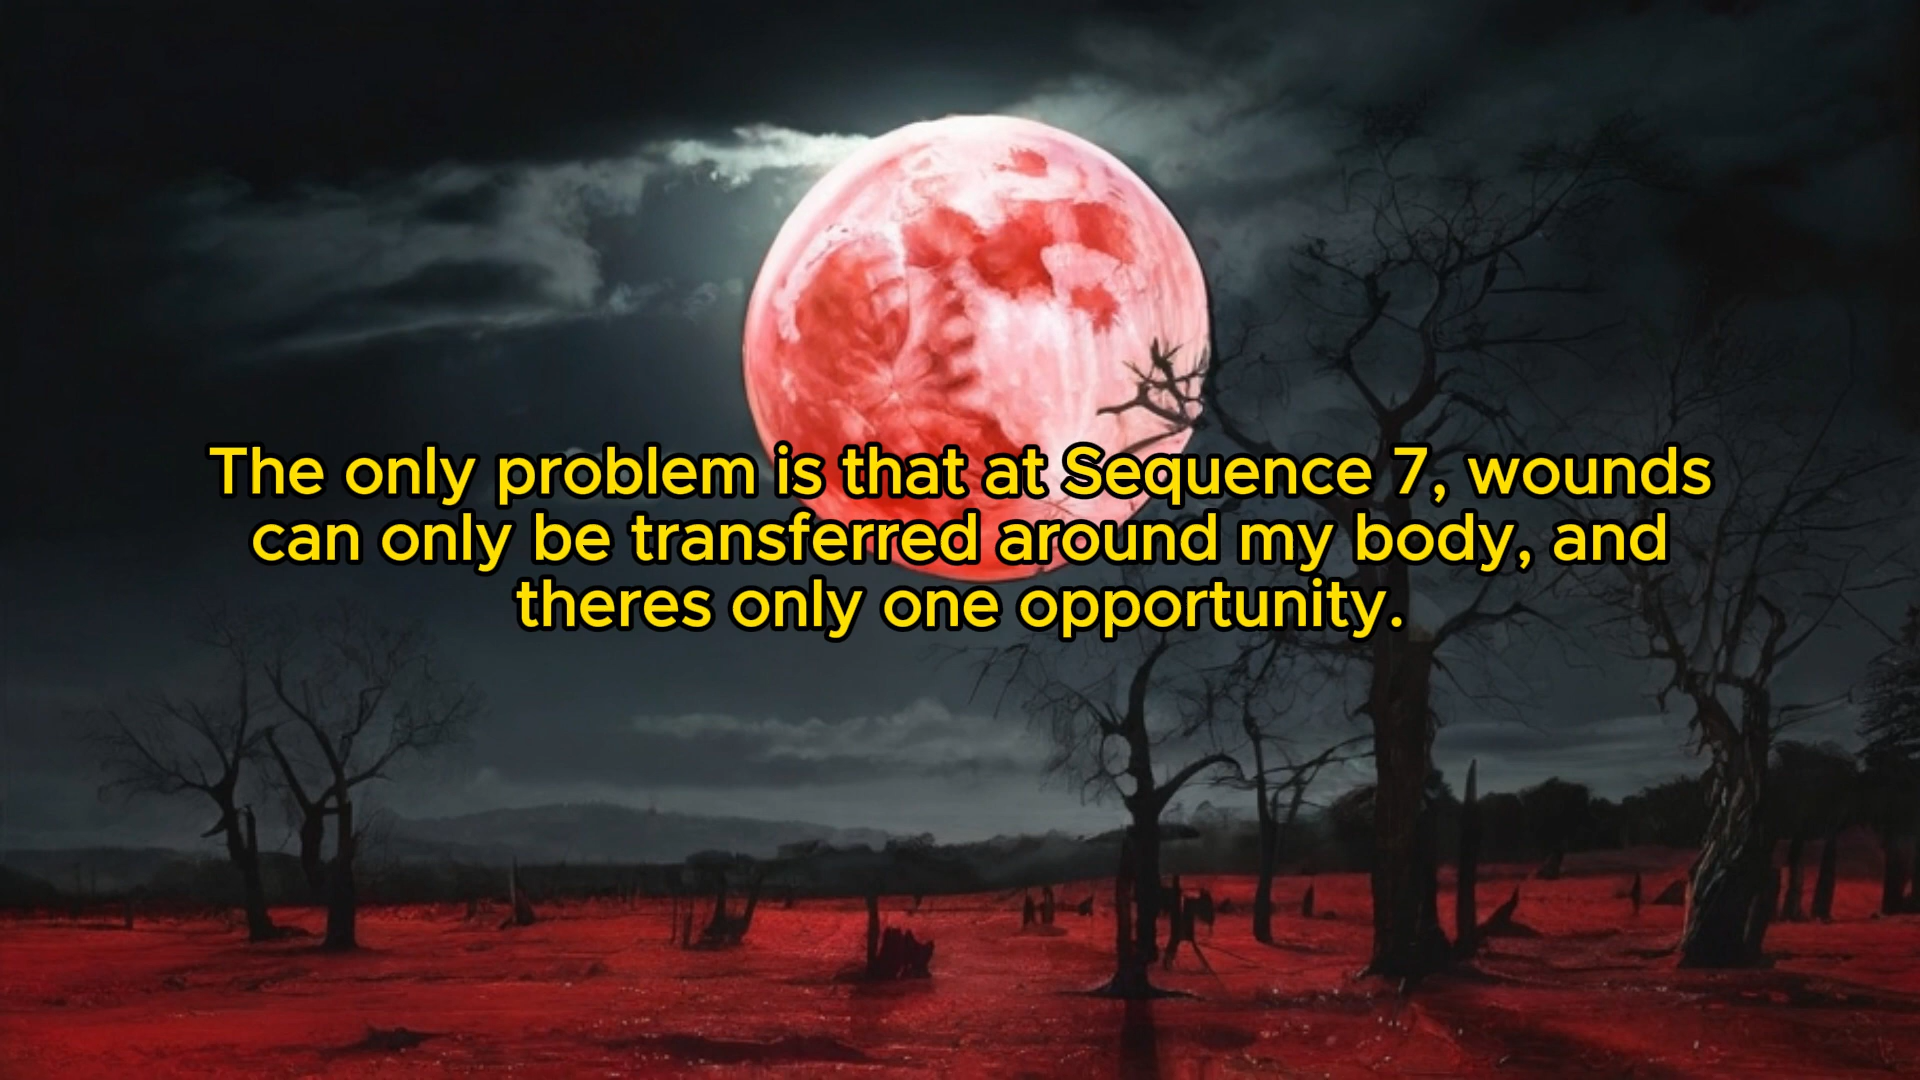 The only problem is that at Sequence 7, wounds
can only be transferred around my body, and
theres only one opportunity.